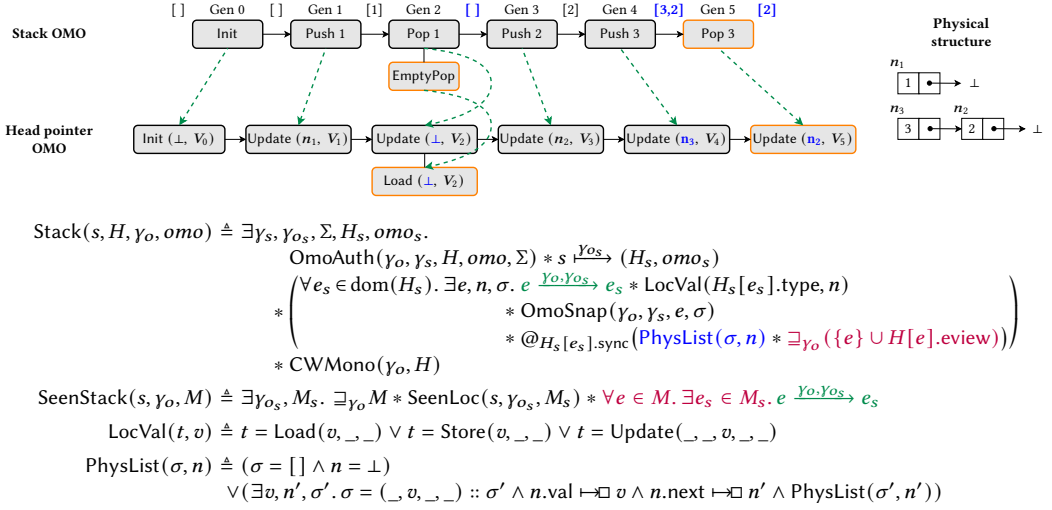 [ ] Gen 0 [ ] Gen 1 [1] Gen 2 [ ] Gen 3 [2] Gen 4 [3,2] Gen 5 [2]
Stack OMO Init Push 1 Pop 1 Push 2 Push 3 Pop 3
EmptyPop
Head pointer OMO Init (⊥, V₀) Update (n₁, V₁) Update (⊥, V₂) Update (n₂, V₃) Update (n₃, V₄) Update (n₂, V₅)
Load (⊥, V₂)
Physical
structure
n₁
1 ⊥
n₃ n₂
3 2 ⊥
Stack(s, H, γₒ, omo) ≜ ∃γₛ, γₒₛ, Σ, Hₛ, omoₛ.
OmoAuth(γₒ, γₛ, H, omo, Σ) ∗ s ↦^γₒₛ (Hₛ, omoₛ)
∗ (∀eₛ ∈ dom(Hₛ). ∃e, n, σ. e —^γₒ,γₒₛ→ eₛ ∗ LocVal(Hₛ[eₛ].type, n)
∗ OmoSnap(γₒ, γₛ, e, σ)
∗ @_Hₛ[eₛ].sync(PhysList(σ, n) ∗ ⊒_γₒ({e} ∪ H[e].eview)))
∗ CWMono(γₒ, H)
SeenStack(s, γₒ, M) ≜ ∃γₒₛ, Mₛ. ⊒_γₒ M ∗ SeenLoc(s, γₒₛ, Mₛ) ∗ ∀e ∈ M. ∃eₛ ∈ Mₛ. e —^γₒ,γₒₛ→ eₛ
LocVal(t, v) ≜ t = Load(v, _, _) ∨ t = Store(v, _, _) ∨ t = Update(_, _, v, _, _)
PhysList(σ, n) ≜ (σ = [ ] ∧ n = ⊥)
∨(∃v, n′, σ′. σ = (_, v, _, _) :: σ′ ∧ n.val ↦□ v ∧ n.next ↦□ n′ ∧ PhysList(σ′, n′))